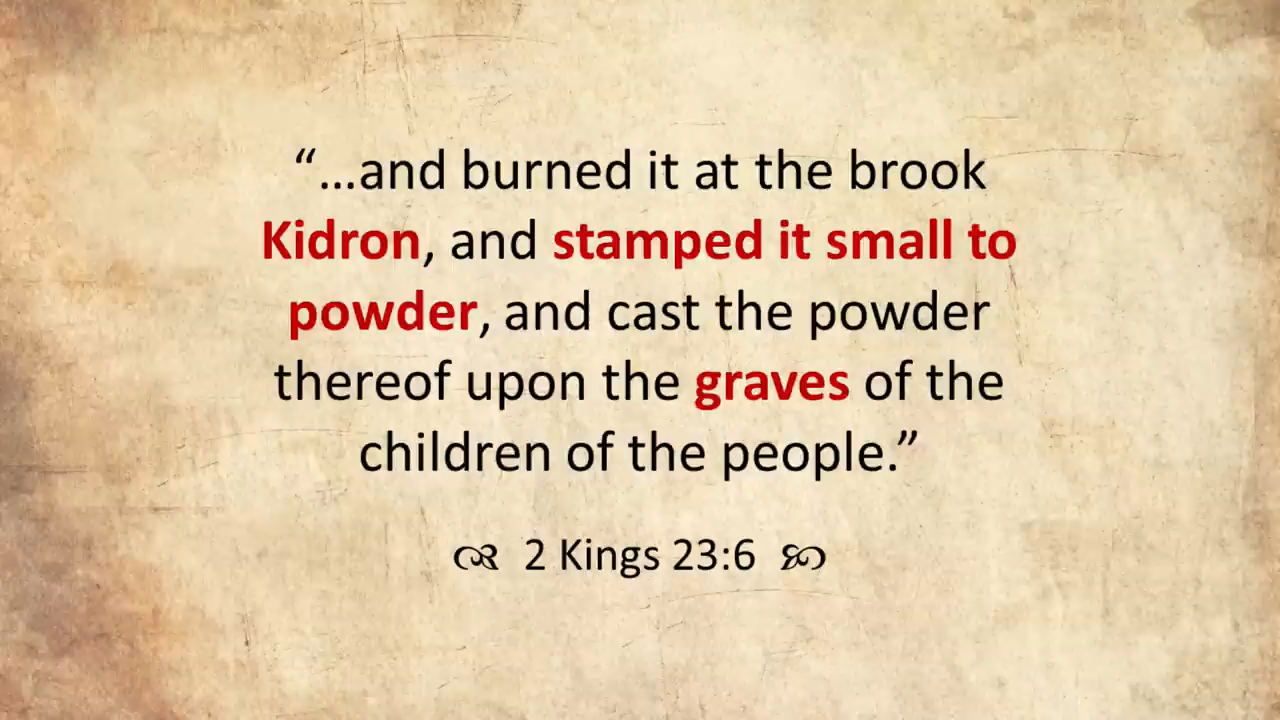 “…and burned it at the brook
Kidron, and stamped it small to
powder, and cast the powder
thereof upon the graves of the
children of the people.”
2 Kings 23:6